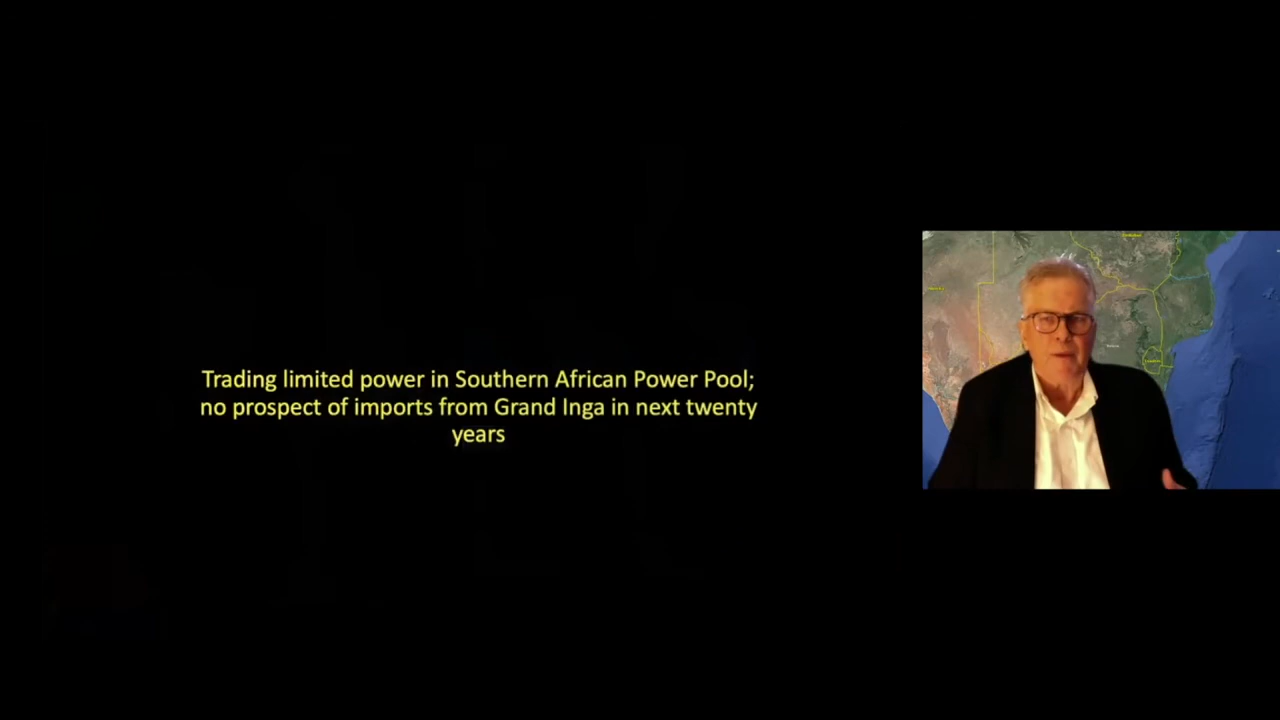 Trading limited power in Southern African Power Pool;
no prospect of imports from Grand Inga in next twenty
years